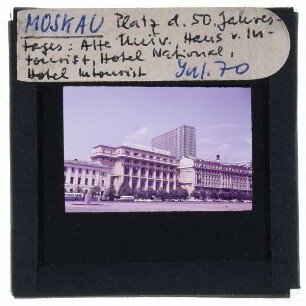 MOSKAU Platz d. 50. Jahres-
tages: Alte Univ. Haus v. In-
tourist, Hotel National,
Hotel Intourist Jul. 70